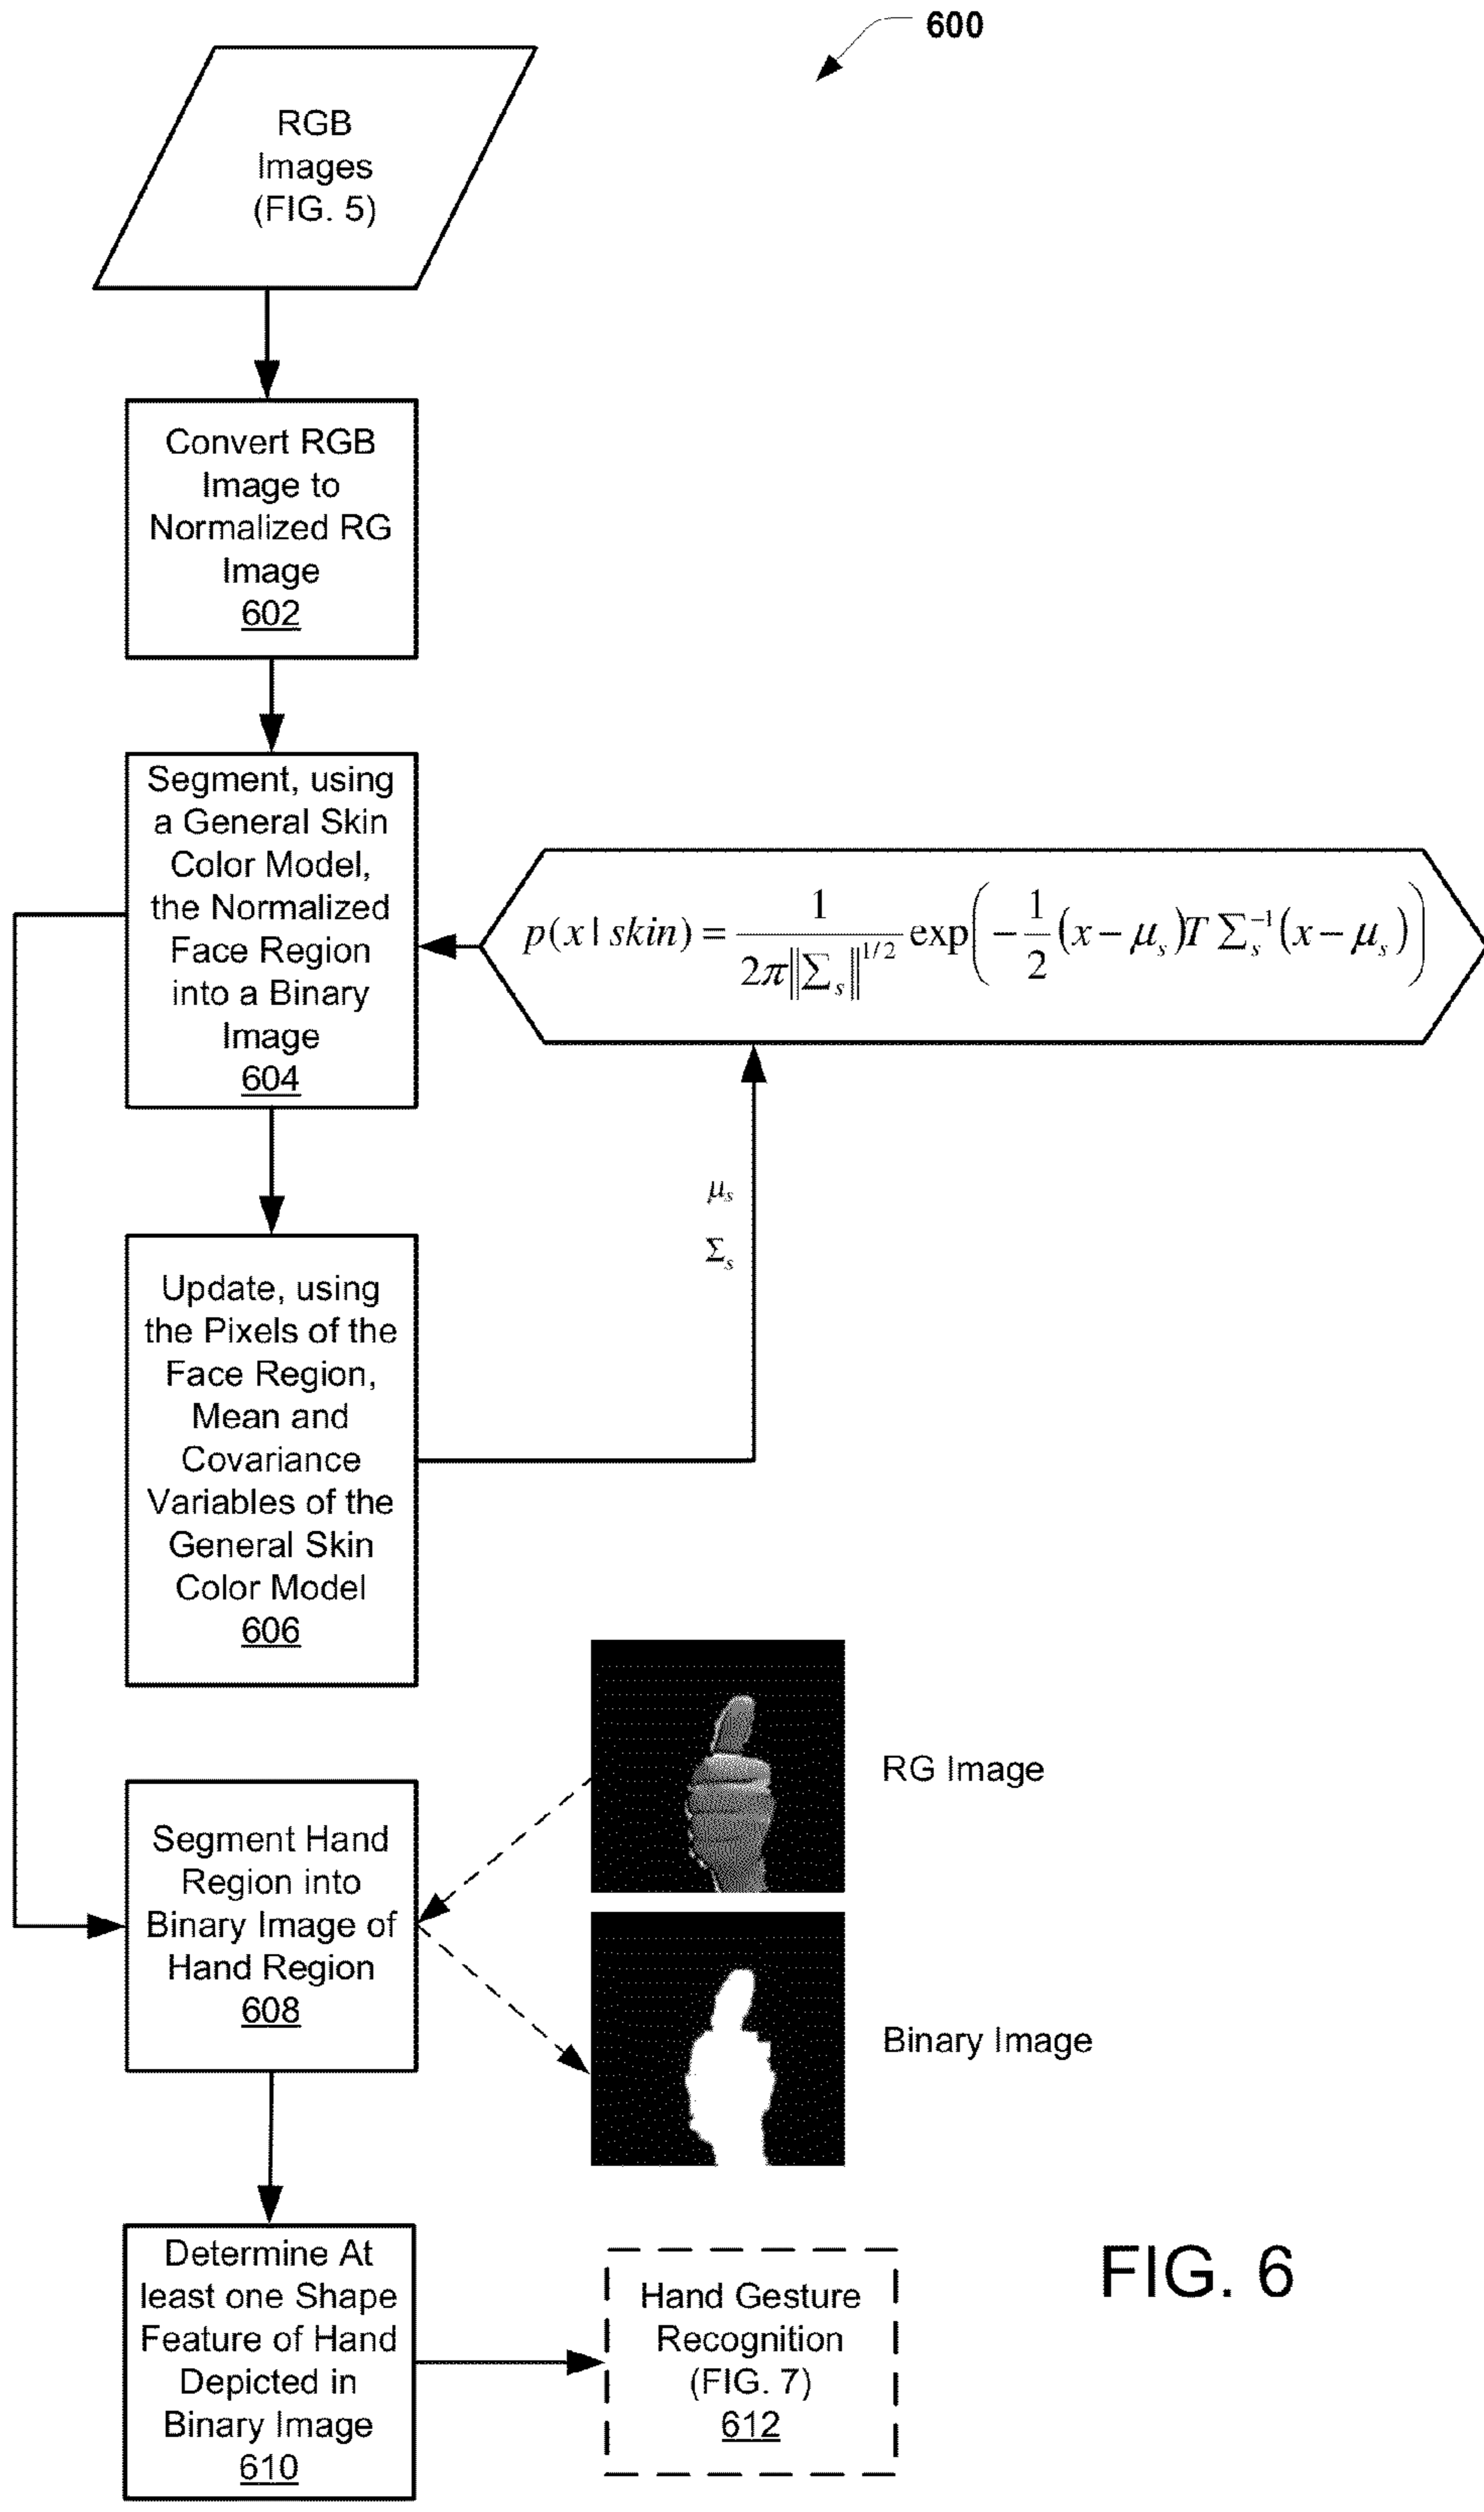 600
RGB
Images
(FIG. 5)
Convert RGB
Image to
Normalized RG
Image
602
Segment, using
a General Skin
Color Model,
the Normalized
Face Region
into a Binary
Image
604
p(x | skin) = 1 / 2π‖Σs‖^1/2 exp(−1/2(x−μs)T Σs^−1(x−μs))
μs
Σs
Update, using
the Pixels of the
Face Region,
Mean and
Covariance
Variables of the
General Skin
Color Model
606
RG Image
Segment Hand
Region into
Binary Image of
Hand Region
608
Binary Image
Determine At
least one Shape
Feature of Hand
Depicted in
Binary Image
610
Hand Gesture
Recognition
(FIG. 7)
612
FIG. 6